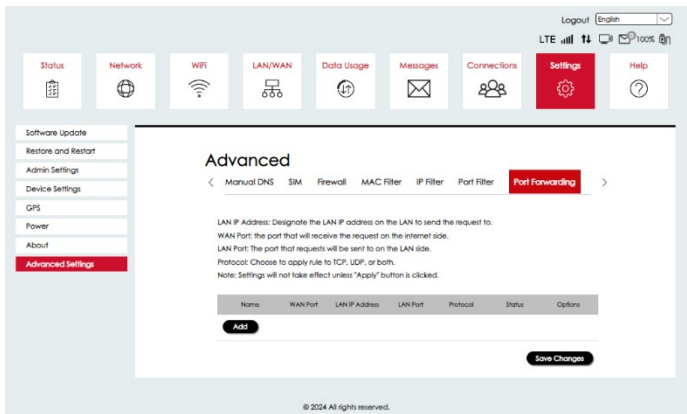 Logout English
LTE 100%
Status Network WiFi LAN/WAN Data Usage Messages Connections Settings Help
Software Update
Restore and Restart
Admin Settings
Device Settings
GPS
Power
About
Advanced Settings
Advanced
< Manual DNS SIM Firewall MAC Filter IP Filter Port Filter Port Forwarding >
LAN IP Address: Designate the LAN IP address on the LAN to send the request to.
WAN Port: the port that will receive the request on the internet side.
LAN Port: The port that requests will be sent to on the LAN side.
Protocol: Choose to apply rule to TCP, UDP, or both.
Note: Settings will not take effect unless "Apply" button is clicked.
Name WAN Port LAN IP Address LAN Port Protocol Status Options
Add
Save Changes
© 2024 All rights reserved.